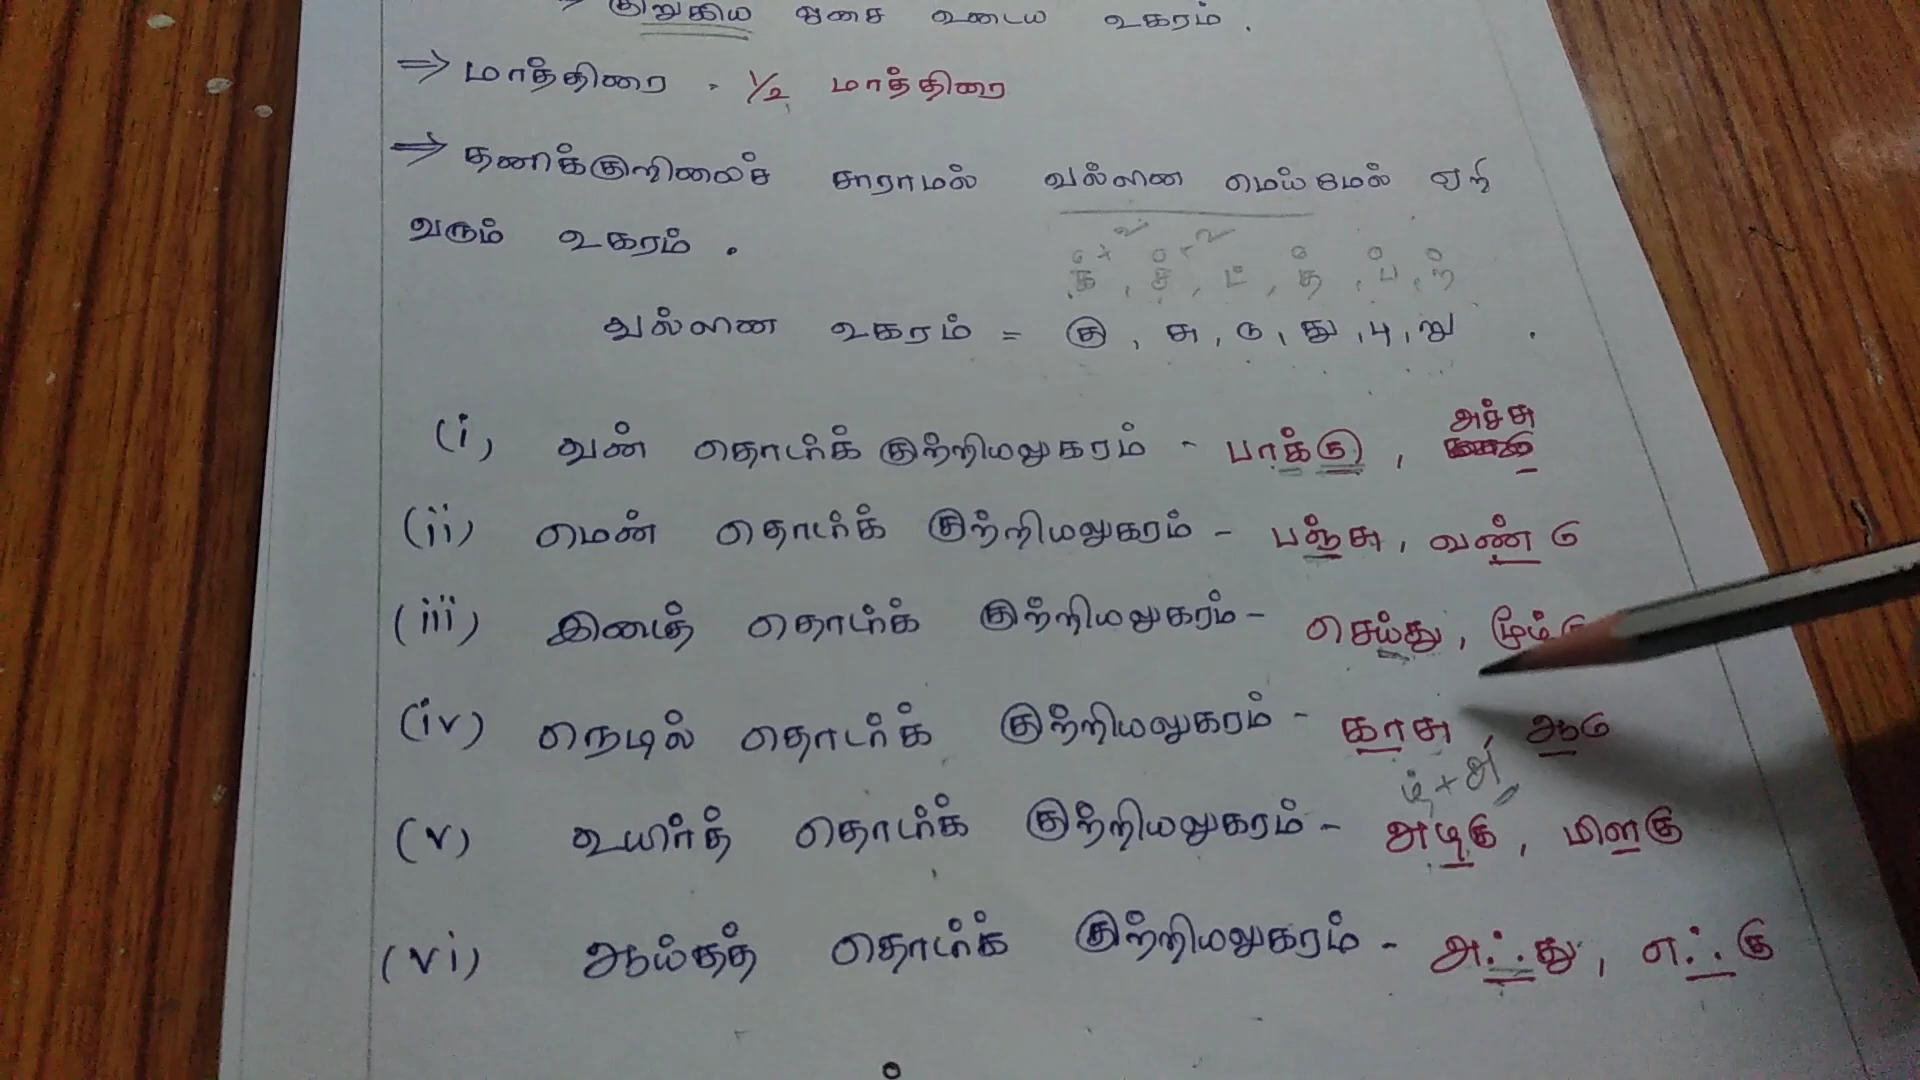 ⇒ குறுகிய ஓசை உடைய உகரம் .
⇒ மாத்திரை - 1/2 மாத்திரை
⇒ தனிக்குறிலைச் சாராமல் வல்லின மெய்மேல் ஏறி
வரும் உகரம் .
க் , ச் , ட் , த் , ப் , ற்
வல்லின உகரம் = கு , சு , டு , து , பு , று .
அச்சு
(i) வன் தொடர்க் குற்றியலுகரம் - பாக்கு ,
(ii) மென் தொடர்க் குற்றியலுகரம் - பஞ்சு , வண்டு
(iii) இடைத் தொடர்க் குற்றியலுகரம் - செய்து ,
(iv) நெடில் தொடர்க் குற்றியலுகரம் - காசு , ஆடு
ழ் + அ
(v) உயிர்த் தொடர்க் குற்றியலுகரம் - அழகு , மிளகு
(vi) ஆய்தத் தொடர்க் குற்றியலுகரம் - அஃது , எஃகு